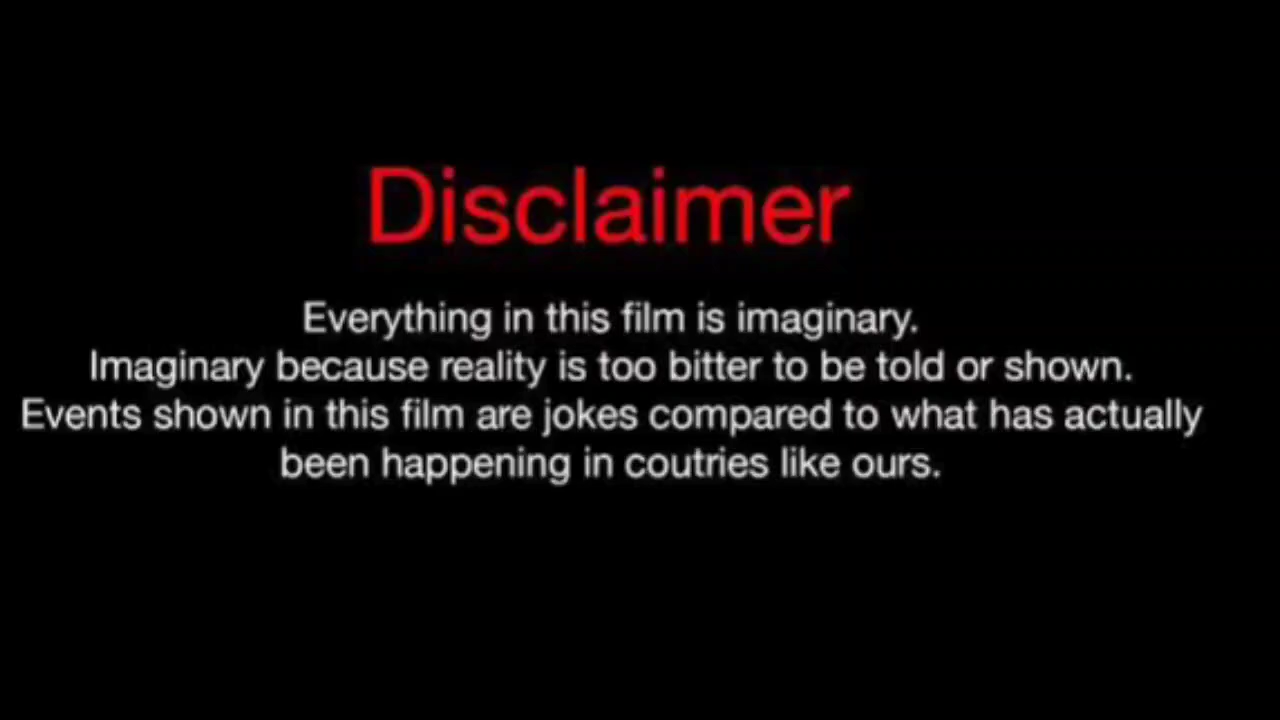 Disclaimer
Everything in this film is imaginary.
Imaginary because reality is too bitter to be told or shown.
Events shown in this film are jokes compared to what has actually
been happening in coutries like ours.